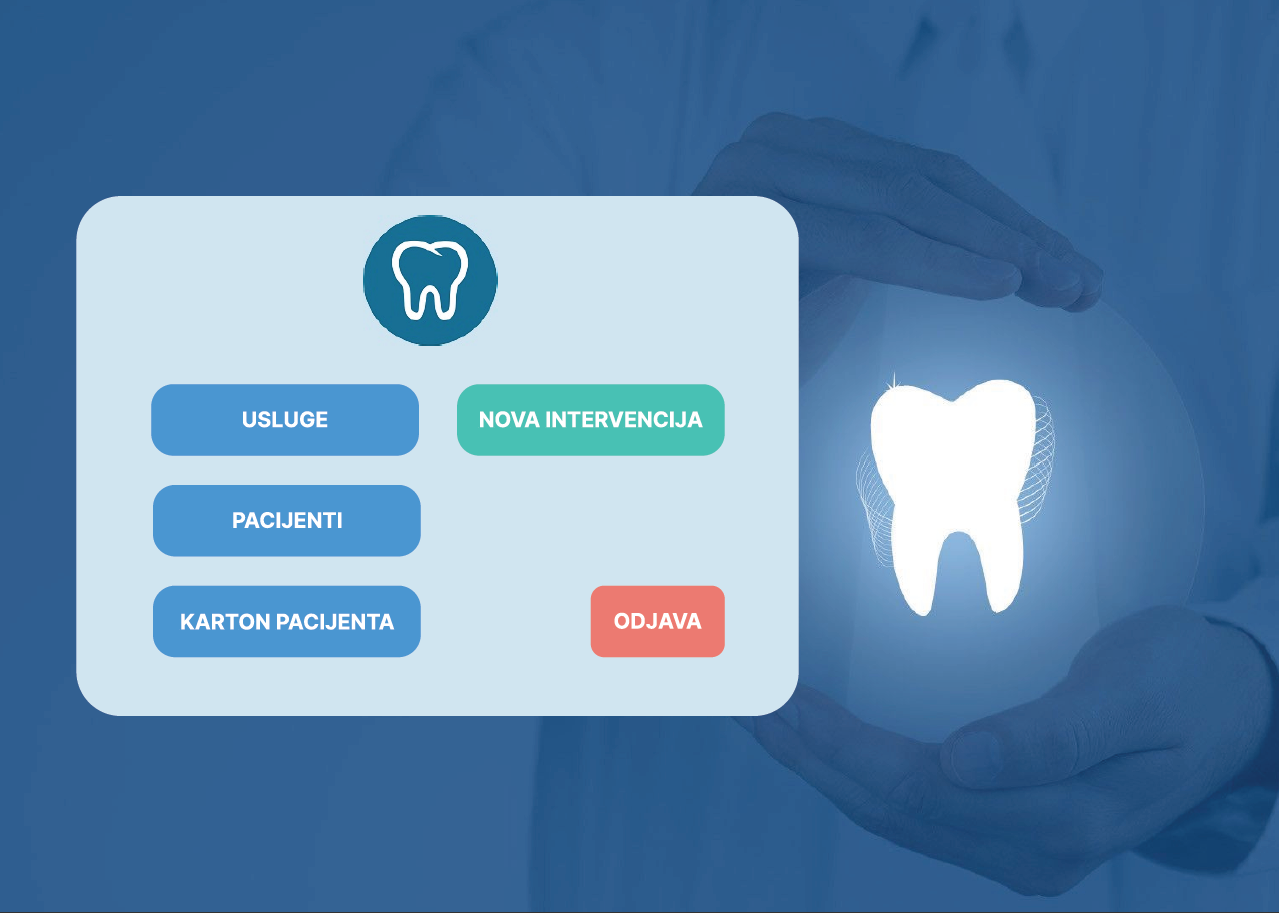 USLUGE
NOVA INTERVENCIJA
PACIJENTI
KARTON PACIJENTA
ODJAVA